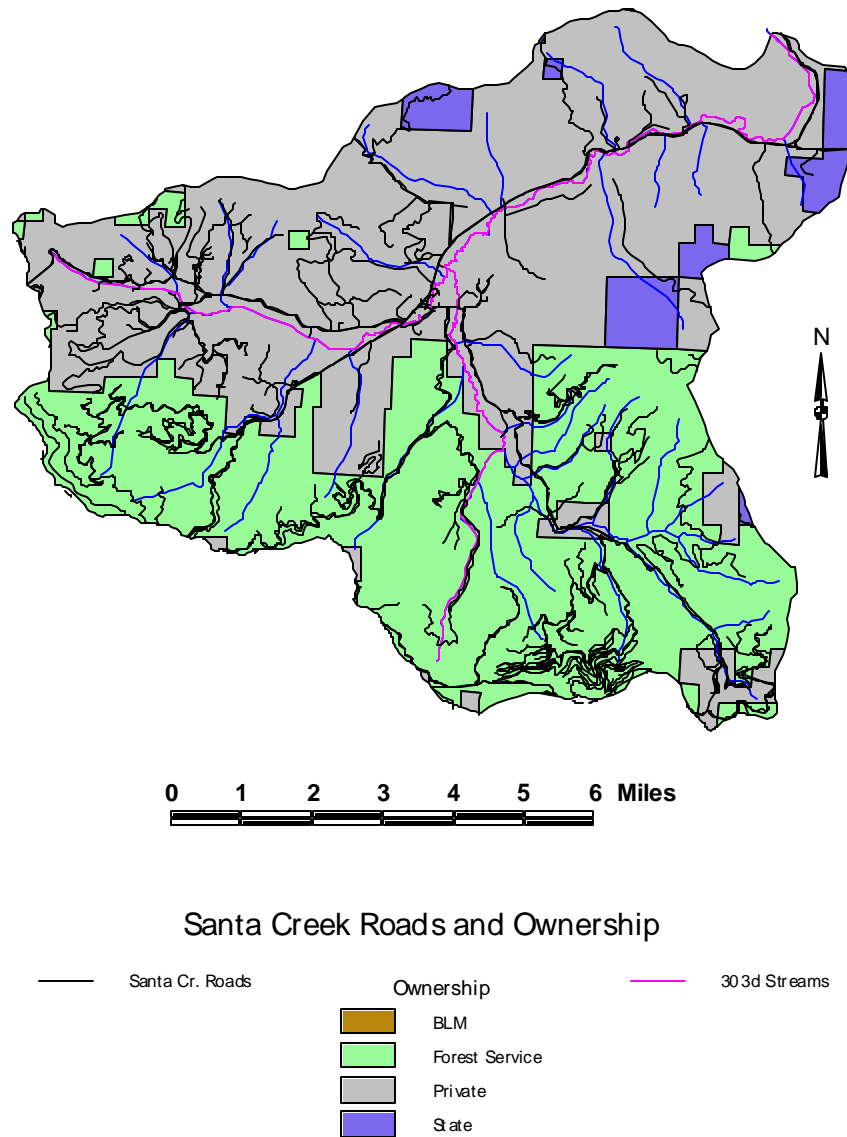 N
0 1 2 3 4 5 6 Miles
Santa Creek Roads and Ownership
Santa Cr. Roads
Ownership
303d Streams
BLM
Forest Service
Private
State